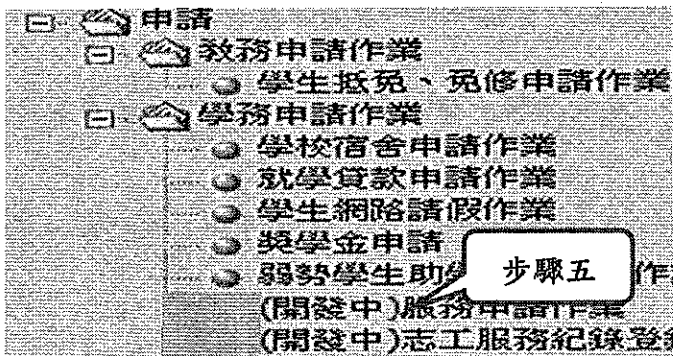 申請
教務申請作業
學生抵免、免修申請作業
學務申請作業
學校宿舍申請作業
就學貸款申請作業
學生網路請假作業
獎學金申請
弱勢學生助
步驟五
(開發中)服務申請作業
(開發中)志工服務紀錄登